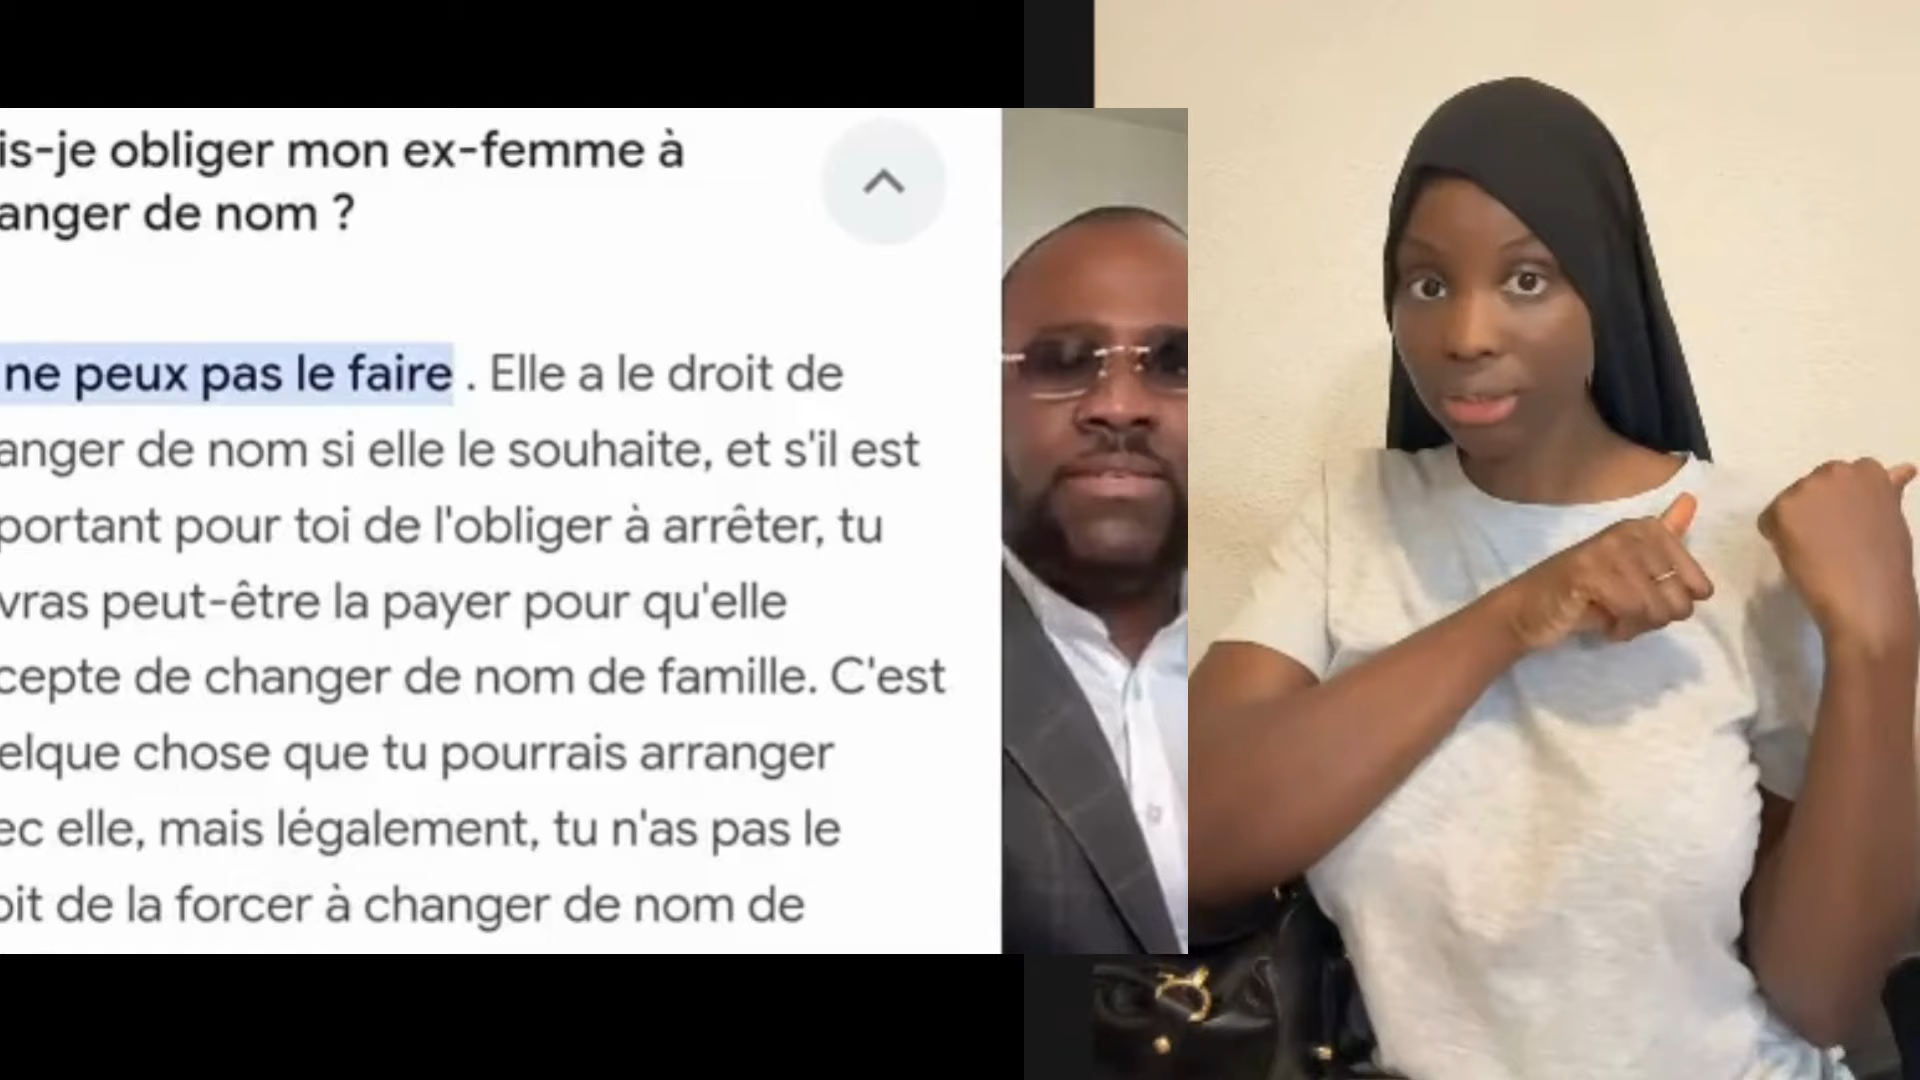 is-je obliger mon ex-femme à
anger de nom ?
ne peux pas le faire . Elle a le droit de
anger de nom si elle le souhaite, et s'il est
portant pour toi de l'obliger à arrêter, tu
vras peut-être la payer pour qu'elle
cepte de changer de nom de famille. C'est
elque chose que tu pourrais arranger
ec elle, mais légalement, tu n'as pas le
oit de la forcer à changer de nom de